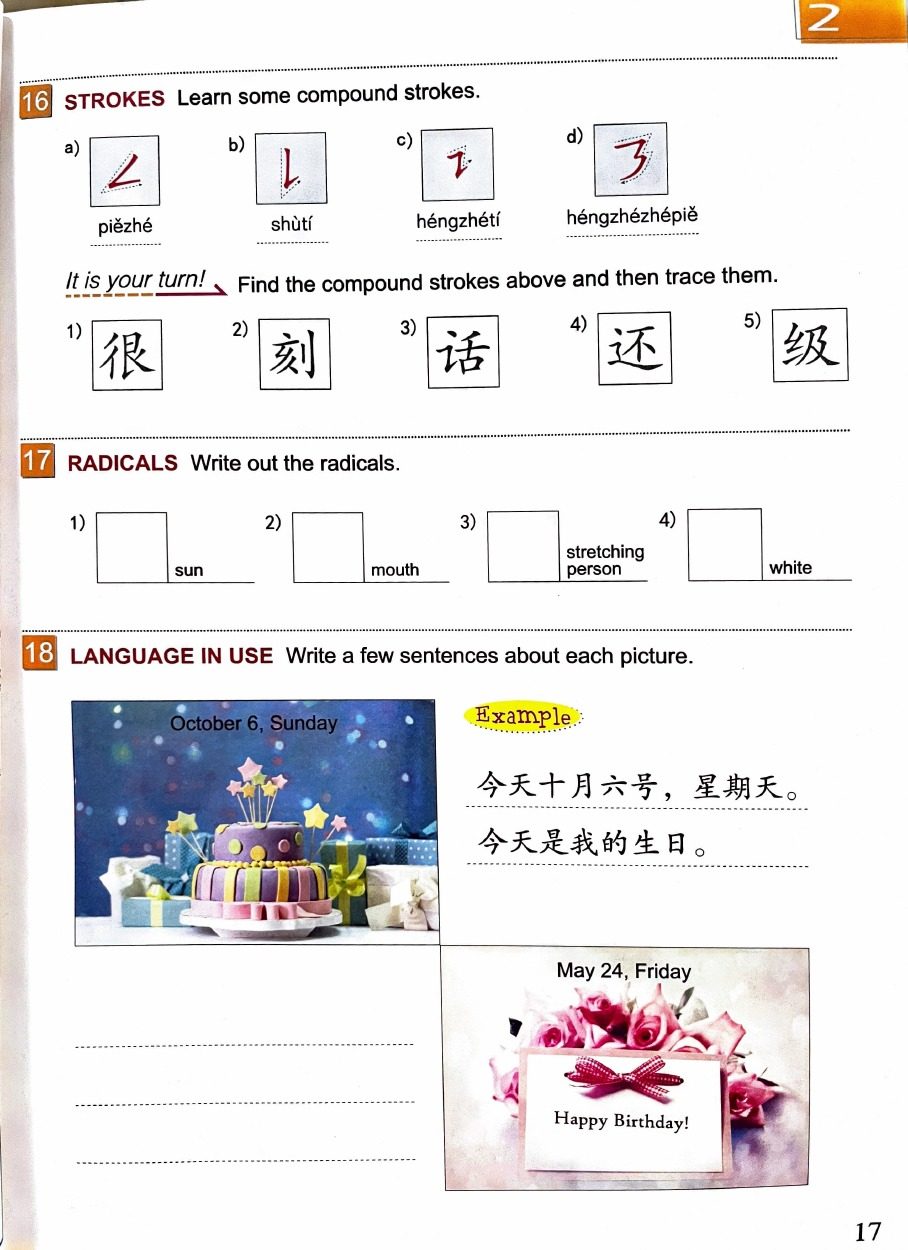 2
16 STROKES Learn some compound strokes.
a) b) c) d)
piězhé shùtí héngzhétí héngzhézhépiě
It is your turn! Find the compound strokes above and then trace them.
1) 很 2) 刻 3) 话 4) 还 5) 级
17 RADICALS Write out the radicals.
1) sun 2) mouth 3) stretching person 4) white
18 LANGUAGE IN USE Write a few sentences about each picture.
October 6, Sunday
Example
今天十月六号，星期天。
今天是我的生日。
May 24, Friday
Happy Birthday!
17